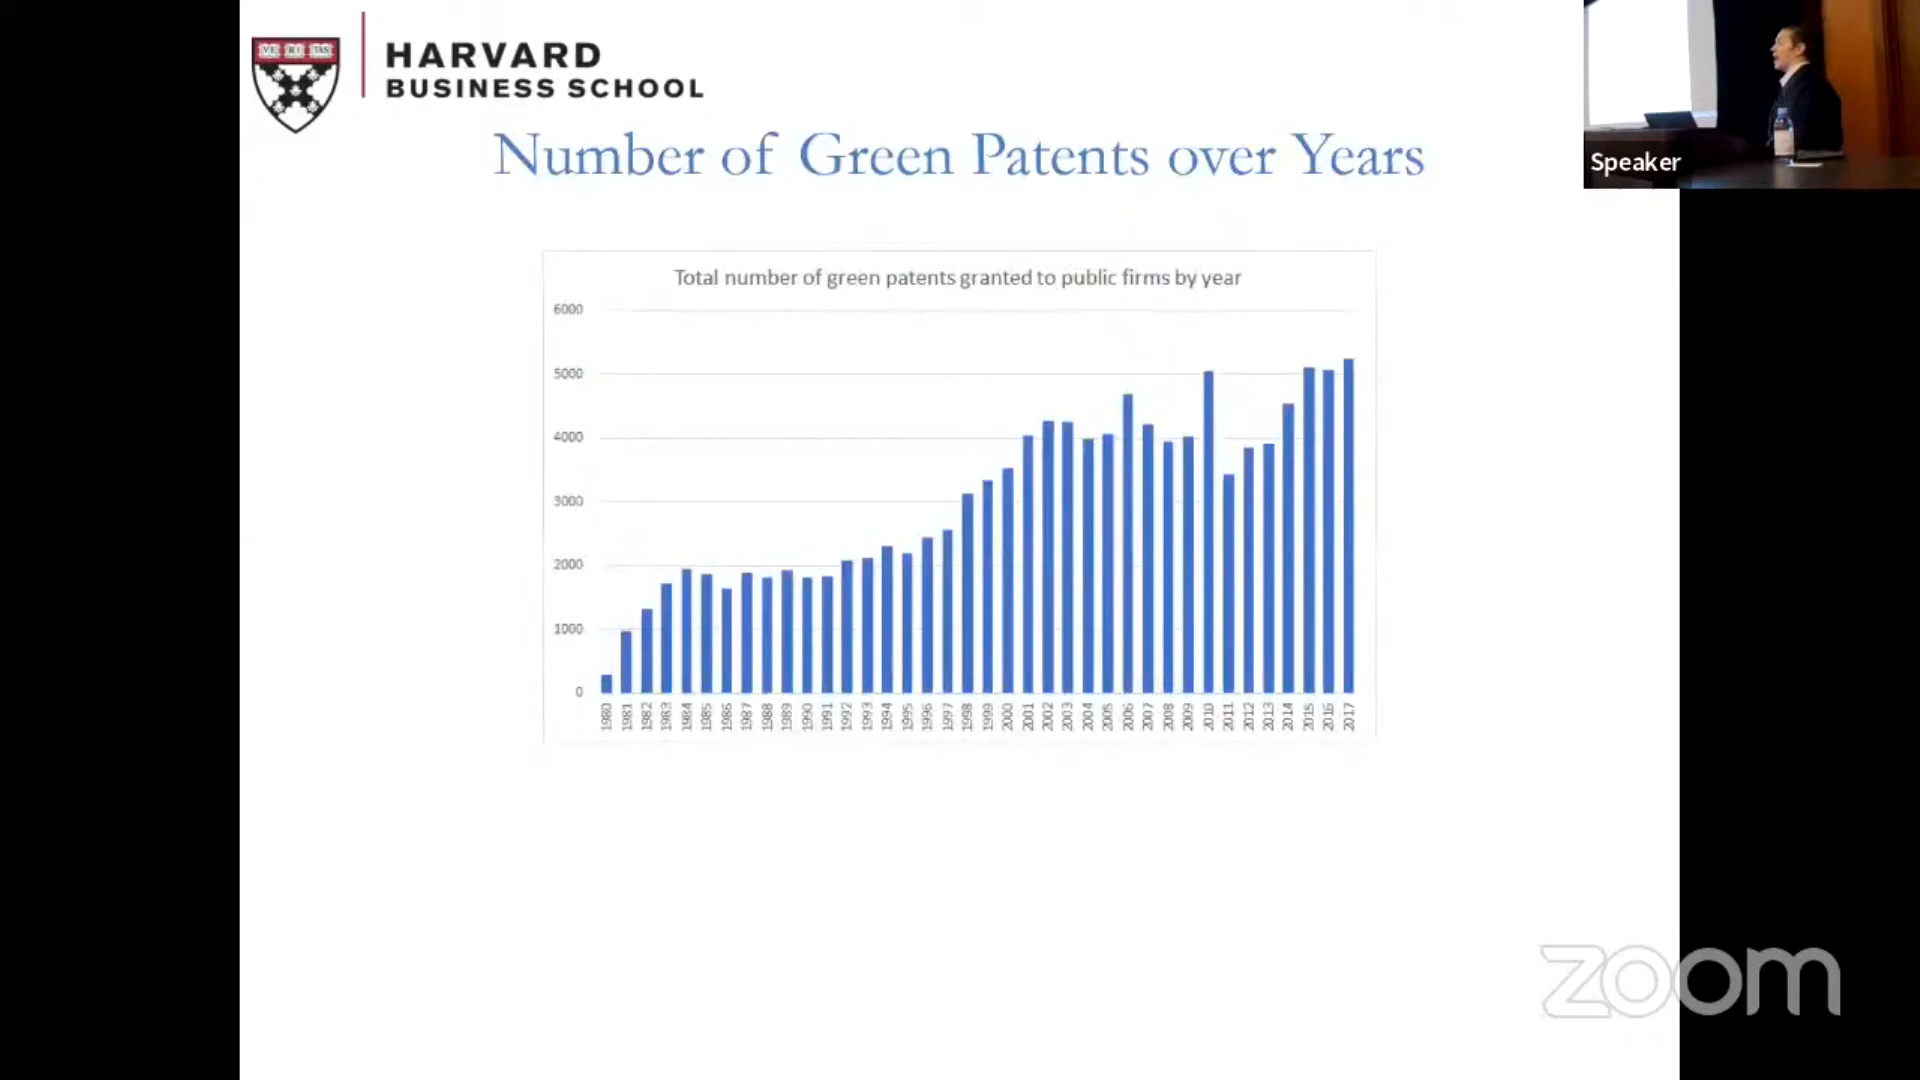 VE RI TAS
HARVARD
BUSINESS SCHOOL
Speaker
Number of Green Patents over Years
Total number of green patents granted to public firms by year
6000
5000
4000
3000
2000
1000
0
1980 1981 1982 1983 1984 1985 1986 1987 1988 1989 1990 1991 1992 1993 1994 1995 1996 1997 1998 1999 2000 2001 2002 2003 2004 2005 2006 2007 2008 2009 2010 2011 2012 2013 2014 2015 2016 2017
zoom